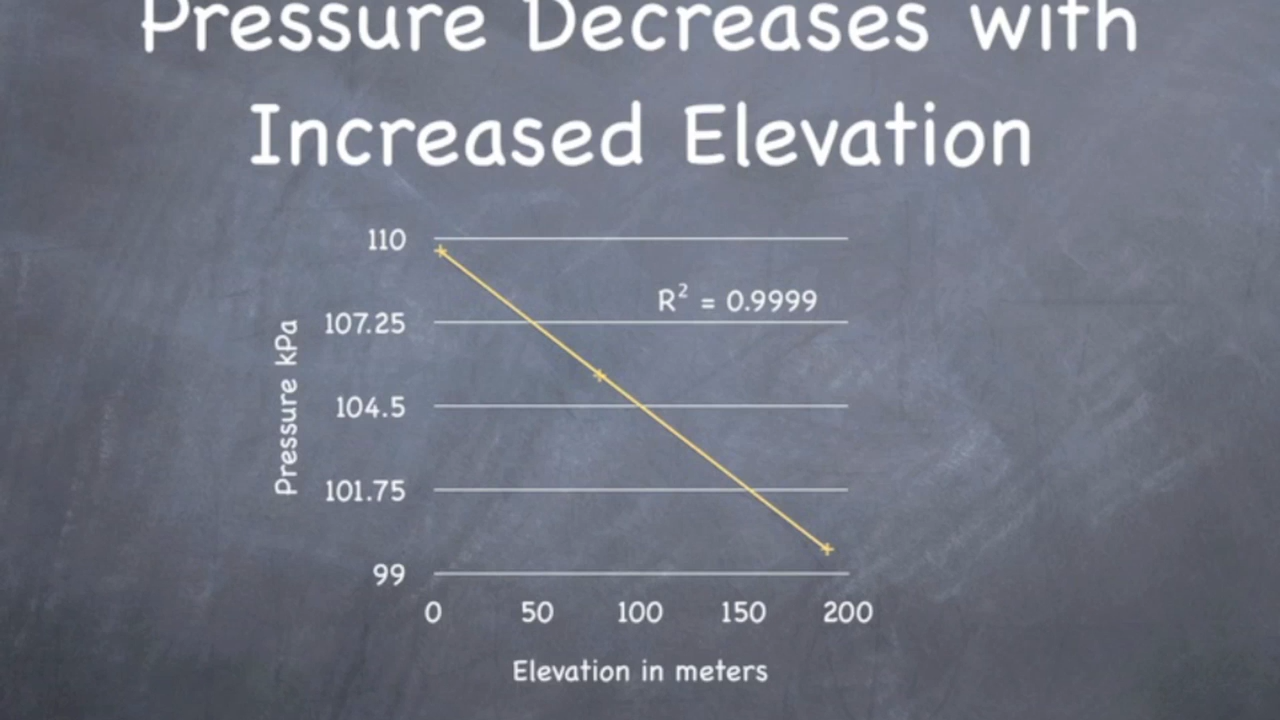 Pressure Decreases with
Increased Elevation
110
R² = 0.9999
107.25
104.5
101.75
99
Pressure kPa
0 50 100 150 200
Elevation in meters